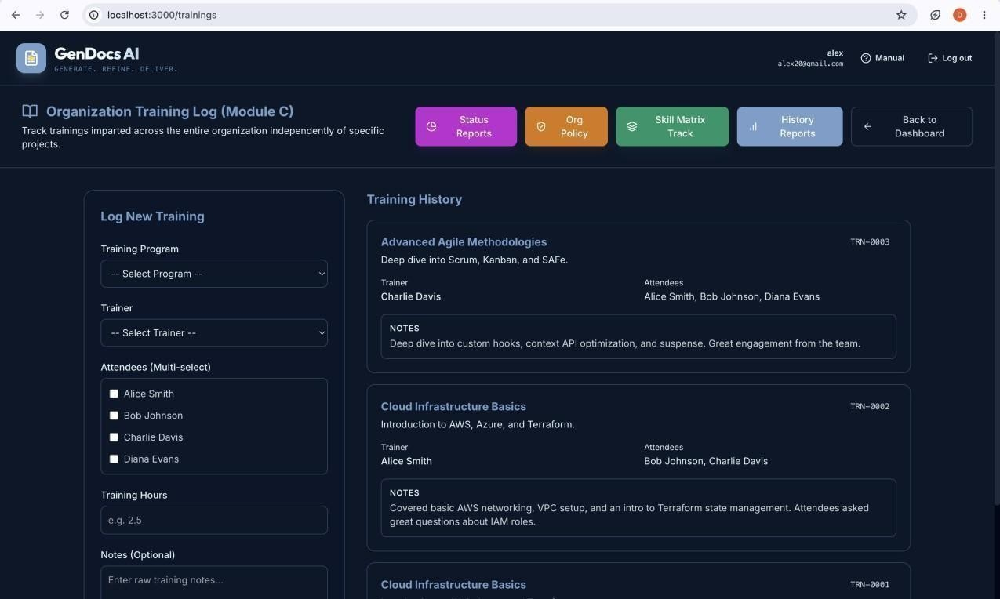 localhost:3000/trainings
D
GenDocs AI
GENERATE. REFINE. DELIVER.
alex
alex20@gmail.com
Manual
Log out
Organization Training Log (Module C)
Track trainings imparted across the entire organization independently of specific
projects.
Status
Reports
Org
Policy
Skill Matrix
Track
History
Reports
Back to
Dashboard
Log New Training
Training Program
-- Select Program --
Trainer
-- Select Trainer --
Attendees (Multi-select)
Alice Smith
Bob Johnson
Charlie Davis
Diana Evans
Training Hours
e.g. 2.5
Notes (Optional)
Enter raw training notes...
Training History
Advanced Agile Methodologies
TRN-0003
Deep dive into Scrum, Kanban, and SAFe.
Trainer
Attendees
Charlie Davis
Alice Smith, Bob Johnson, Diana Evans
NOTES
Deep dive into custom hooks, context API optimization, and suspense. Great engagement from the team.
Cloud Infrastructure Basics
TRN-0002
Introduction to AWS, Azure, and Terraform.
Trainer
Attendees
Alice Smith
Bob Johnson, Charlie Davis
NOTES
Covered basic AWS networking, VPC setup, and an intro to Terraform state management. Attendees asked
great questions about IAM roles.
Cloud Infrastructure Basics
TRN-0001